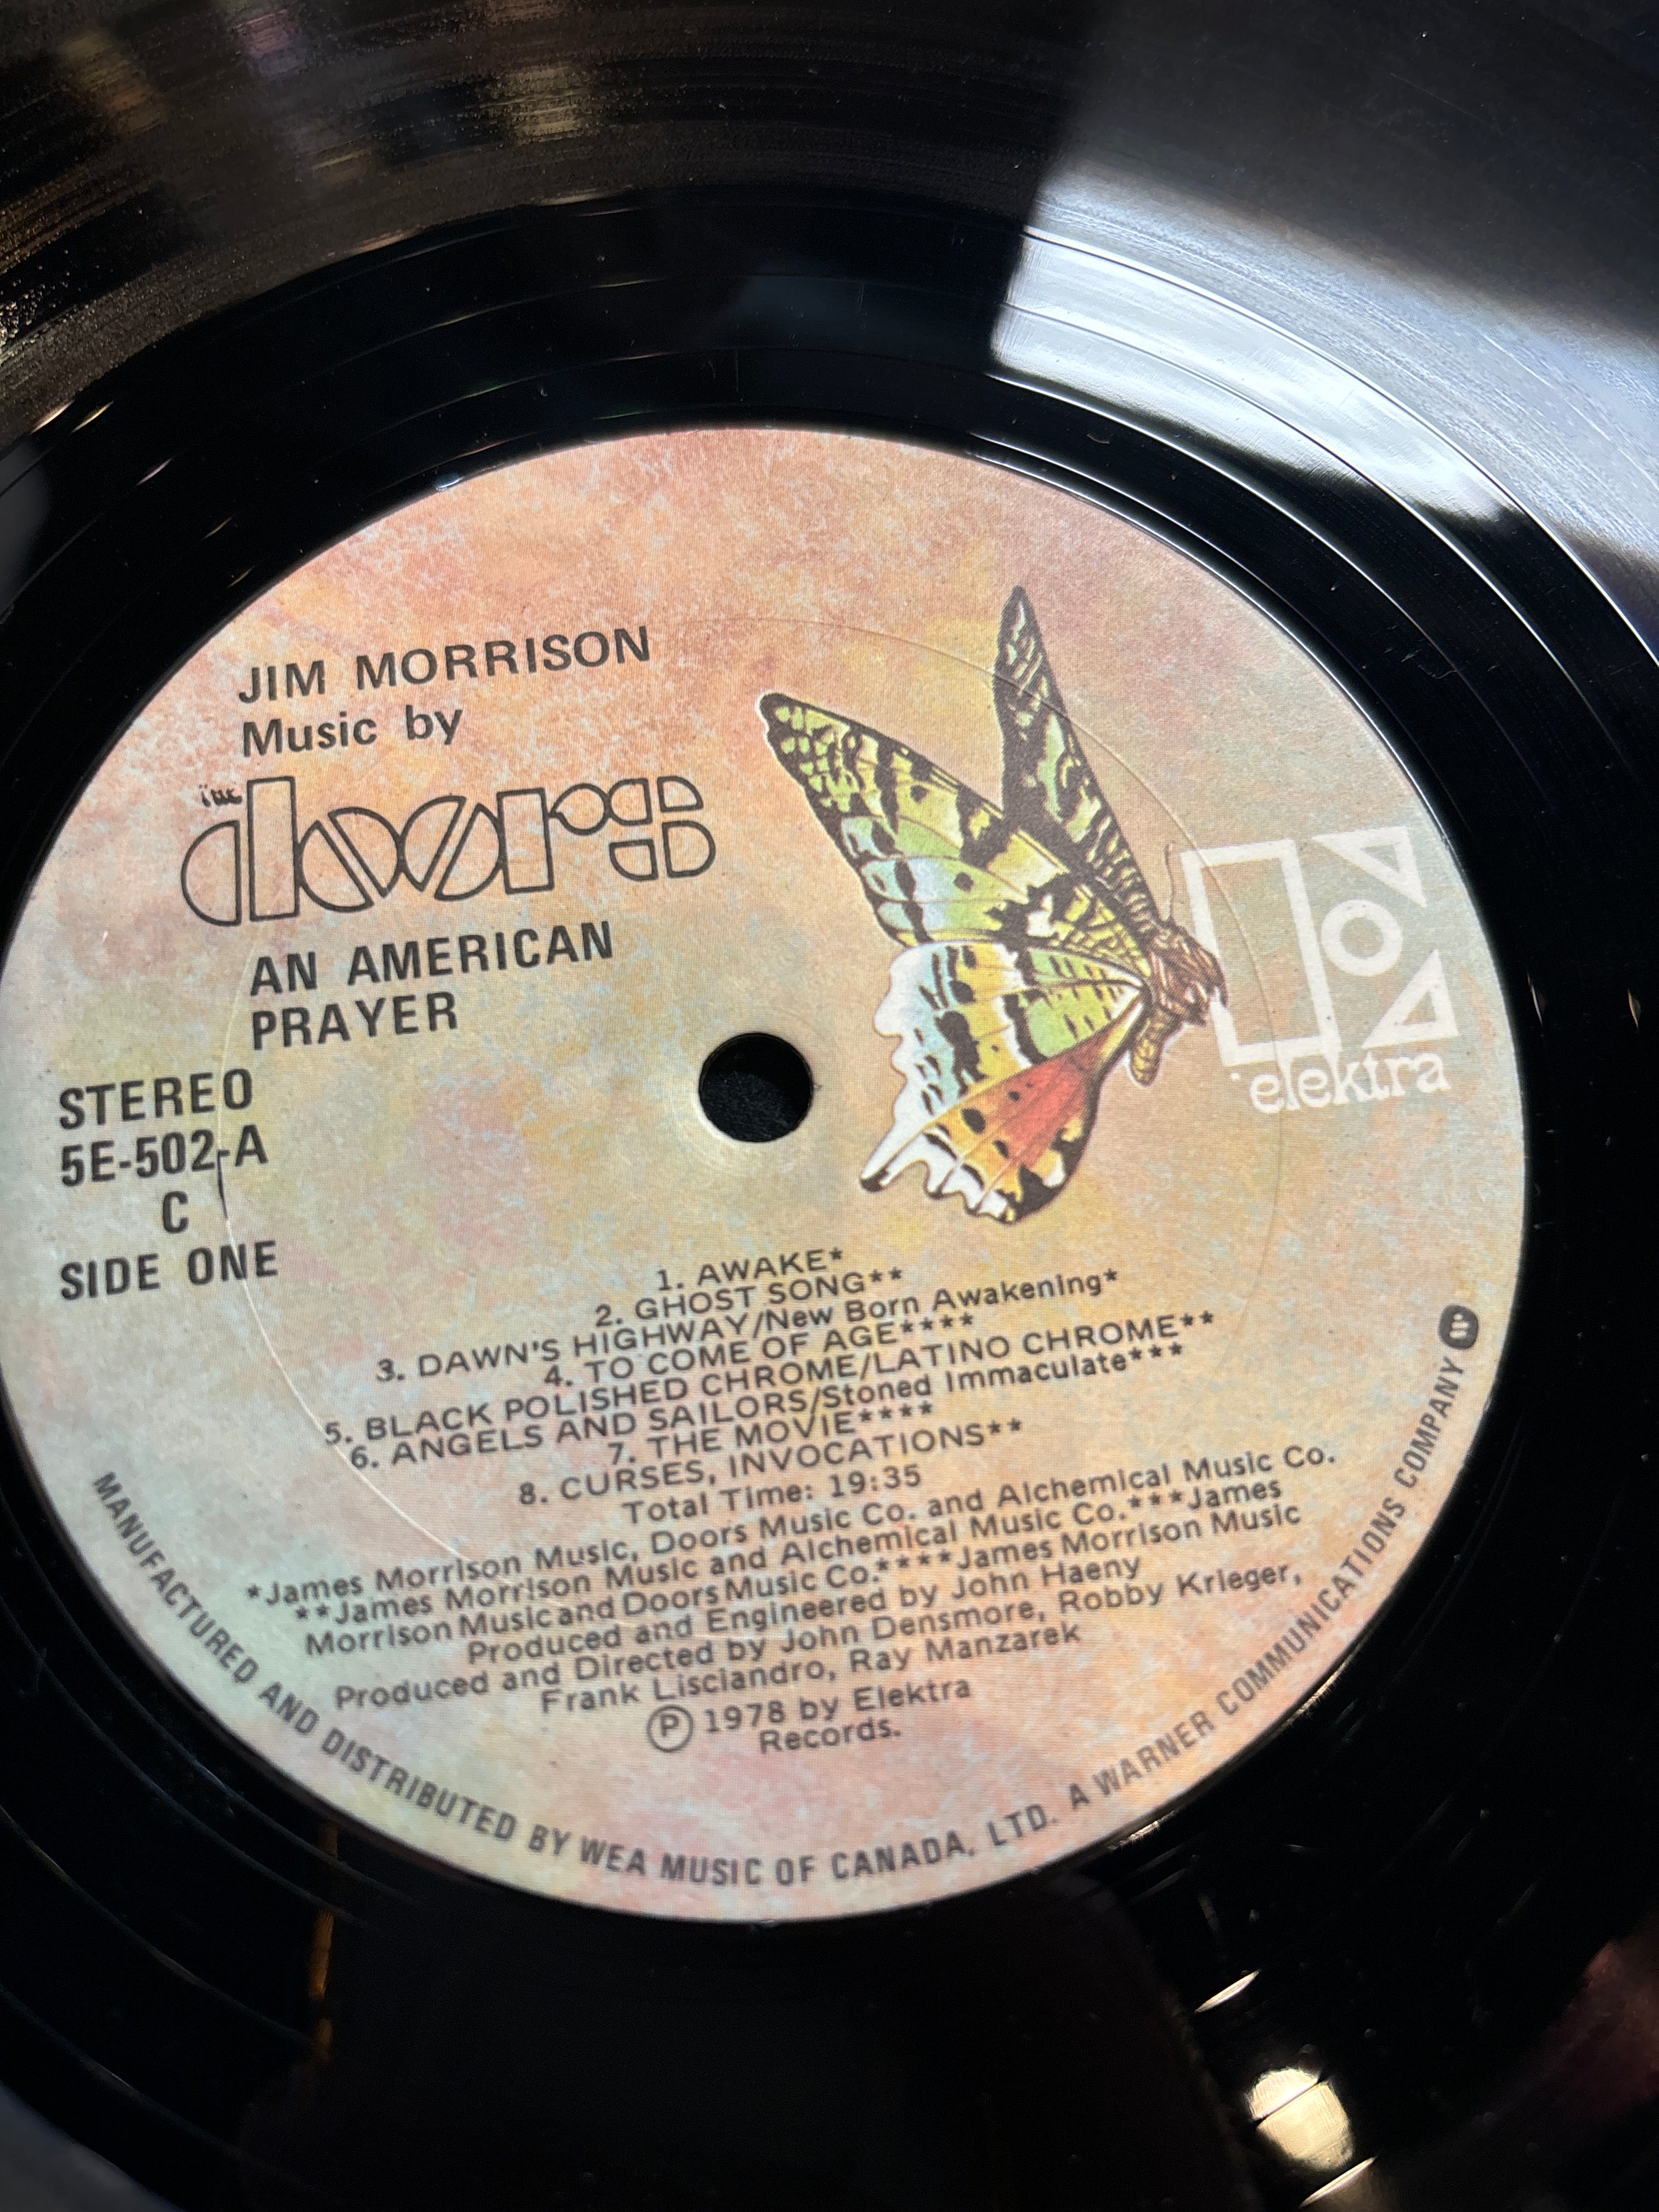 JIM MORRISON
Music by
THE
doors
AN AMERICAN
PRAYER
STEREO
5E-502-A
C
SIDE ONE
elektra
1. AWAKE*
2. GHOST SONG**
3. DAWN'S HIGHWAY/New Born Awakening*
4. TO COME OF AGE****
5. BLACK POLISHED CHROME/LATINO CHROME**
6. ANGELS AND SAILORS/Stoned Immaculate***
7. THE MOVIE****
8. CURSES, INVOCATIONS**
Total Time: 19:35
*James Morrison Music, Doors Music Co. and Alchemical Music Co.
**James Morrison Music and Alchemical Music Co.***James
Morrison Music and Doors Music Co.****James Morrison Music
Produced and Engineered by John Haeny
Produced and Directed by John Densmore, Robby Krieger,
Frank Lisciandro, Ray Manzarek
Ⓟ 1978 by Elektra
Records.
MANUFACTURED AND DISTRIBUTED BY WEA MUSIC OF CANADA, LTD. A WARNER COMMUNICATIONS COMPANY